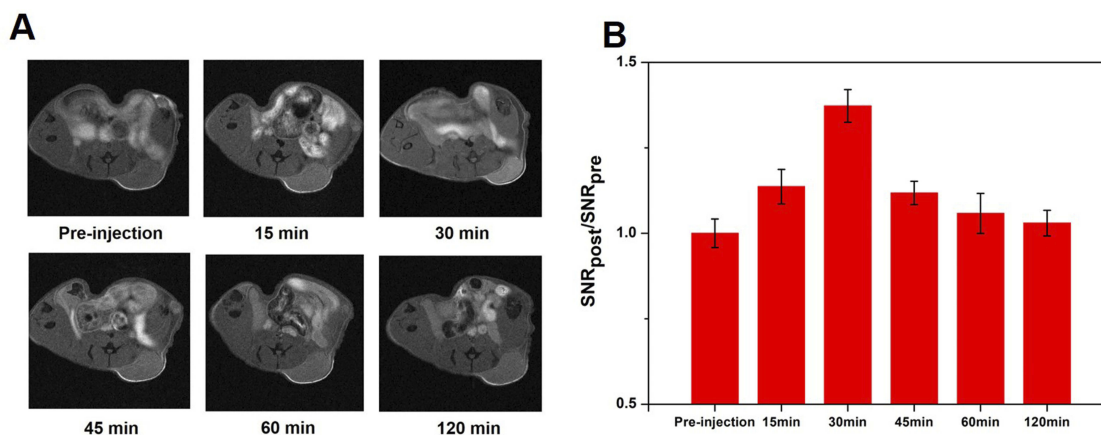 A
Pre-injection
15 min
30 min
45 min
60 min
120 min
B
SNRpost/SNRpre
1.5
1.0
0.5
Pre-injection 15min 30min 45min 60min 120min